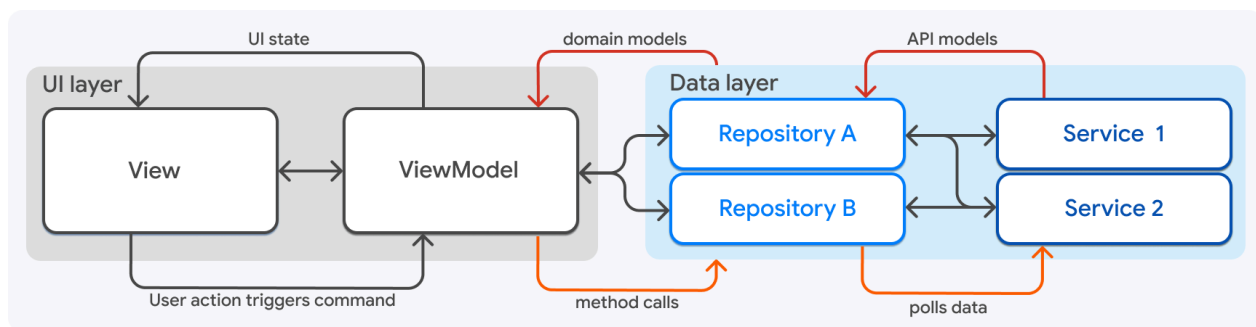 UI state
domain models
API models
UI layer
Data layer
View
ViewModel
Repository A
Service 1
Repository B
Service 2
User action triggers command
method calls
polls data